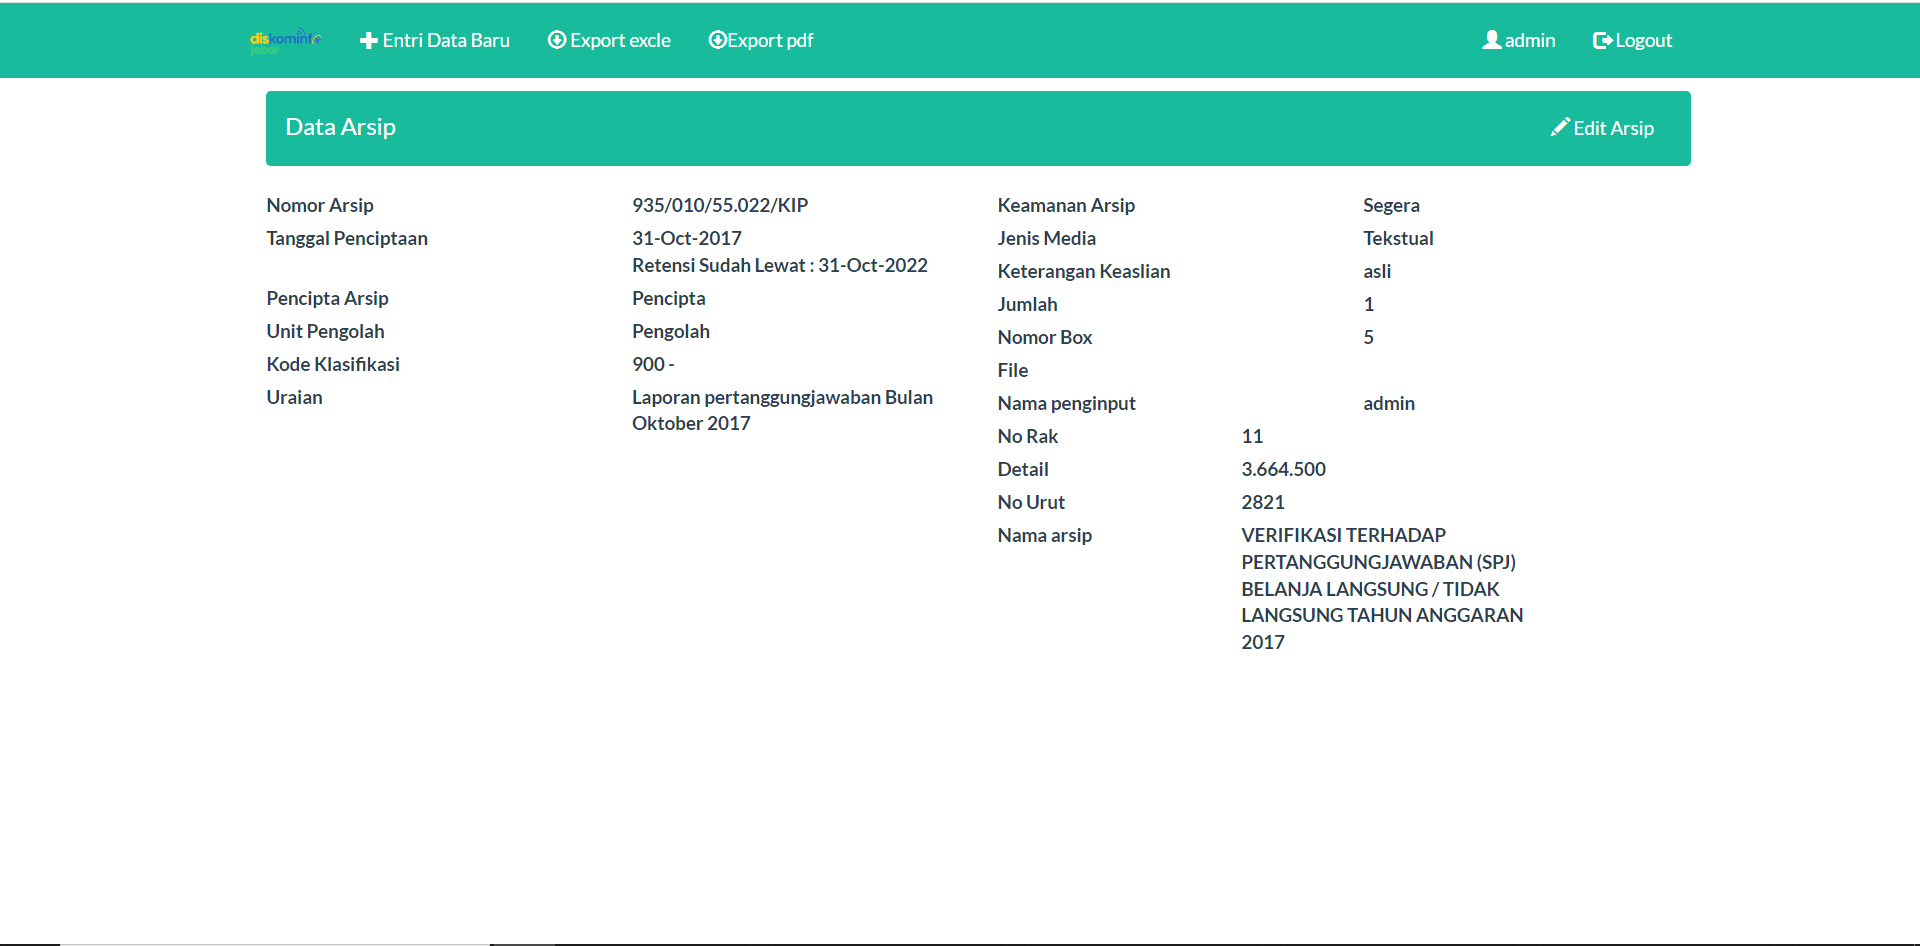 diskominfo
jabar
Entri Data Baru
Export excle
Export pdf
admin
Logout
Data Arsip
Edit Arsip
Nomor Arsip 935/010/55.022/KIP
Tanggal Penciptaan 31-Oct-2017
Retensi Sudah Lewat : 31-Oct-2022
Pencipta Arsip Pencipta
Unit Pengolah Pengolah
Kode Klasifikasi 900 -
Uraian Laporan pertanggungjawaban Bulan
Oktober 2017
Keamanan Arsip Segera
Jenis Media Tekstual
Keterangan Keaslian asli
Jumlah 1
Nomor Box 5
File
Nama penginput admin
No Rak 11
Detail 3.664.500
No Urut 2821
Nama arsip VERIFIKASI TERHADAP
PERTANGGUNGJAWABAN (SPJ)
BELANJA LANGSUNG / TIDAK
LANGSUNG TAHUN ANGGARAN
2017